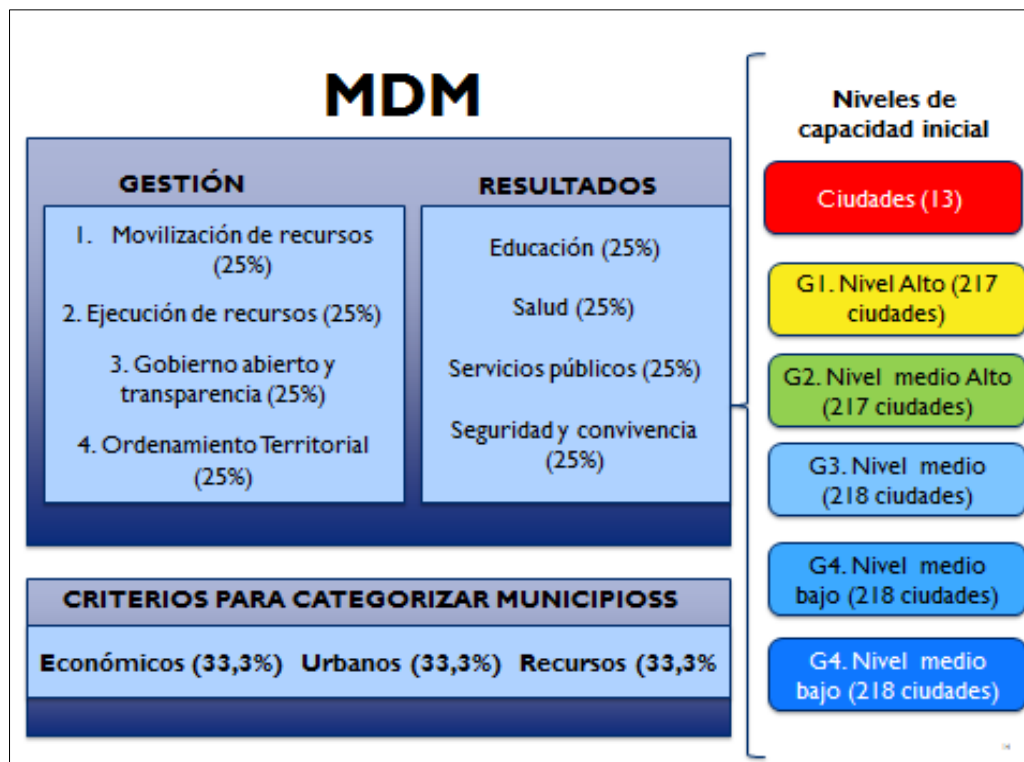 MDM
GESTIÓN
1. Movilización de recursos
(25%)
2. Ejecución de recursos (25%)
3. Gobierno abierto y
transparencia (25%)
4. Ordenamiento Territorial
(25%)
RESULTADOS
Educación (25%)
Salud (25%)
Servicios públicos (25%)
Seguridad y convivencia
(25%)
CRITERIOS PARA CATEGORIZAR MUNICIPIOSS
Económicos (33,3%) Urbanos (33,3%) Recursos (33,3%
Niveles de
capacidad inicial
Ciudades (13)
G1. Nivel Alto (217
ciudades)
G2. Nivel medio Alto
(217 ciudades)
G3. Nivel medio
(218 ciudades)
G4. Nivel medio
bajo (218 ciudades)
G4. Nivel medio
bajo (218 ciudades)